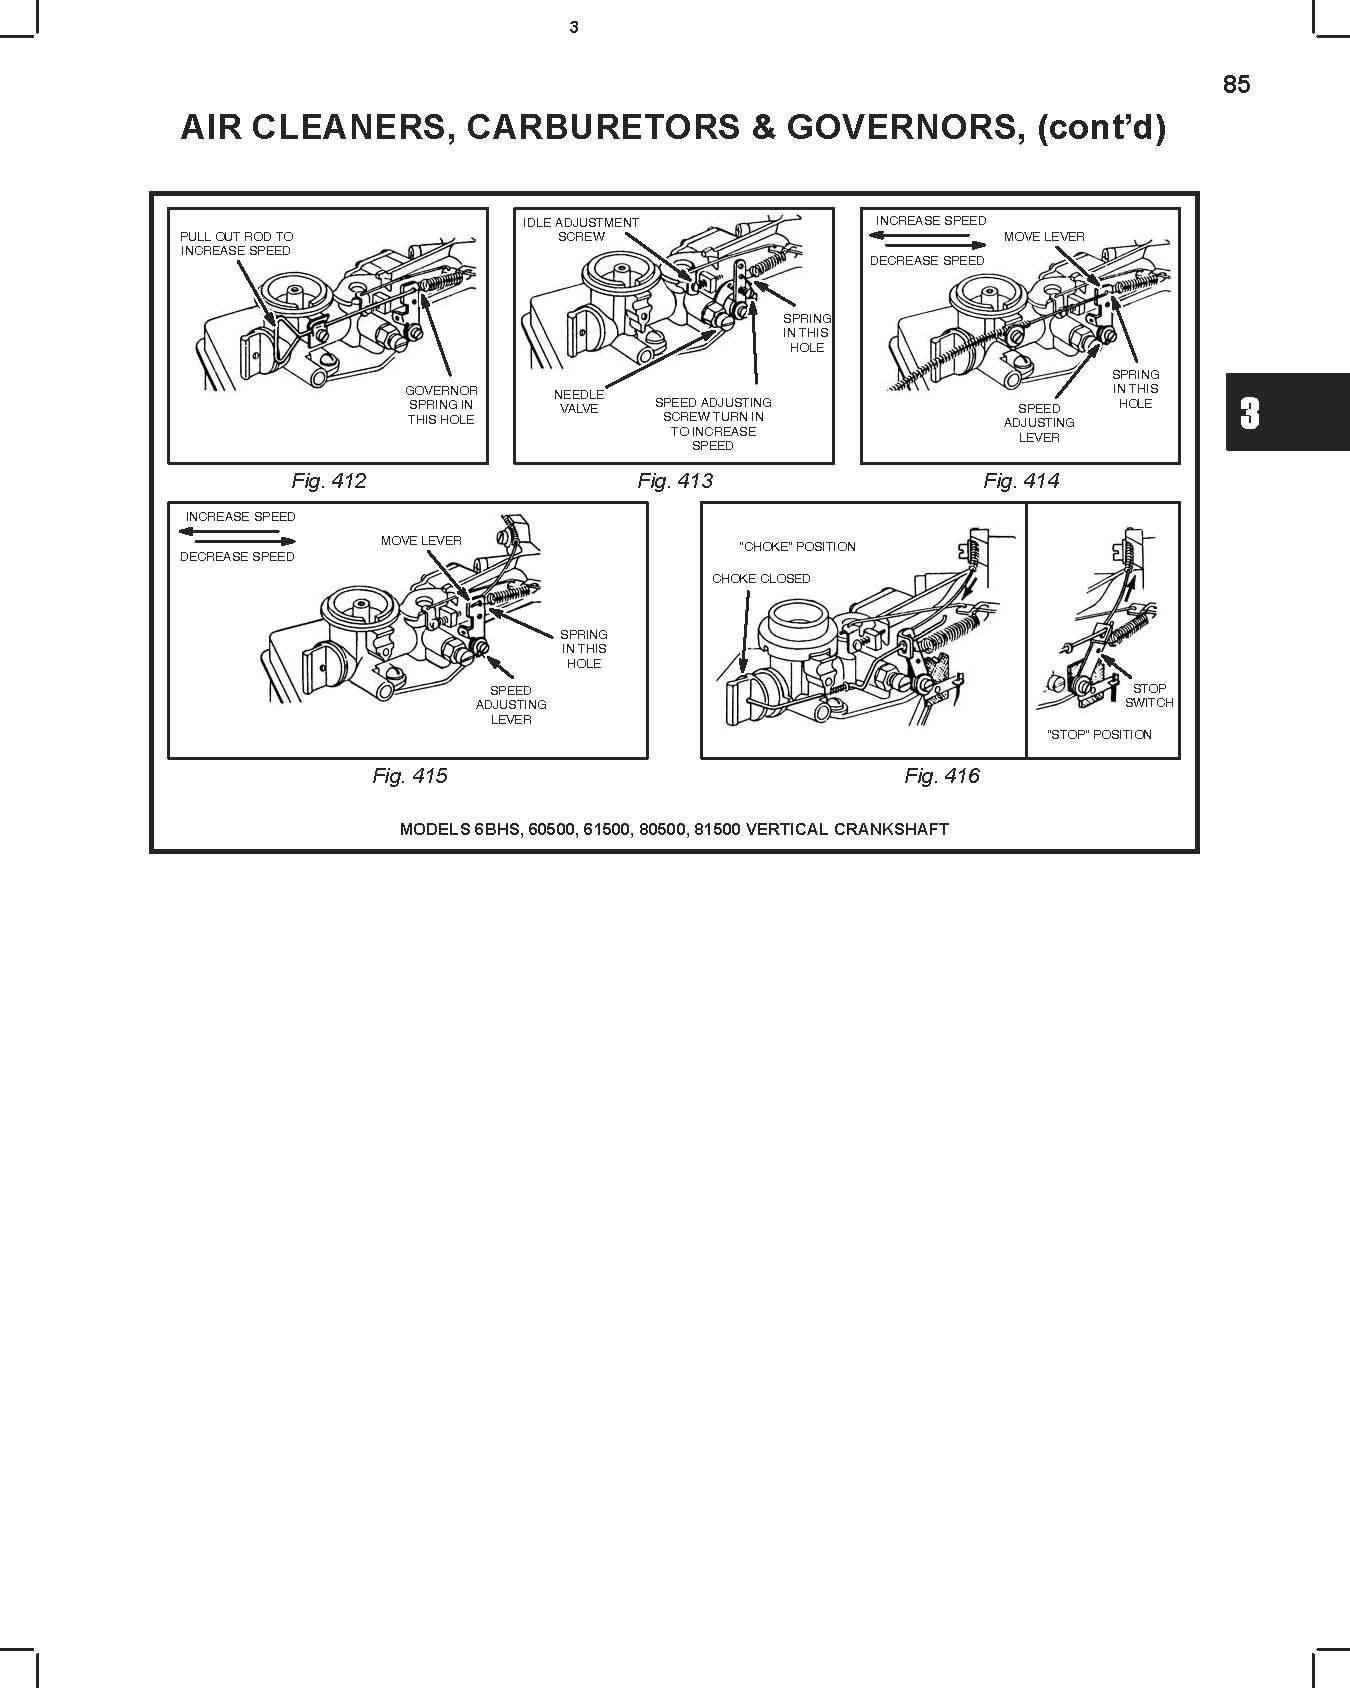 3
85
AIR CLEANERS, CARBURETORS & GOVERNORS, (cont’d)
PULL OUT ROD TO
INCREASE SPEED
GOVERNOR
SPRING IN
THIS HOLE
Fig. 412
IDLE ADJUSTMENT
SCREW
SPRING
IN THIS
HOLE
NEEDLE
VALVE
SPEED ADJUSTING
SCREW TURN IN
TO INCREASE
SPEED
Fig. 413
INCREASE SPEED
MOVE LEVER
DECREASE SPEED
SPRING
IN THIS
HOLE
SPEED
ADJUSTING
LEVER
Fig. 414
3
INCREASE SPEED
DECREASE SPEED
MOVE LEVER
SPRING
IN THIS
HOLE
SPEED
ADJUSTING
LEVER
Fig. 415
"CHOKE" POSITION
CHOKE CLOSED
STOP
SWITCH
"STOP" POSITION
Fig. 416
MODELS 6BHS, 60500, 61500, 80500, 81500 VERTICAL CRANKSHAFT